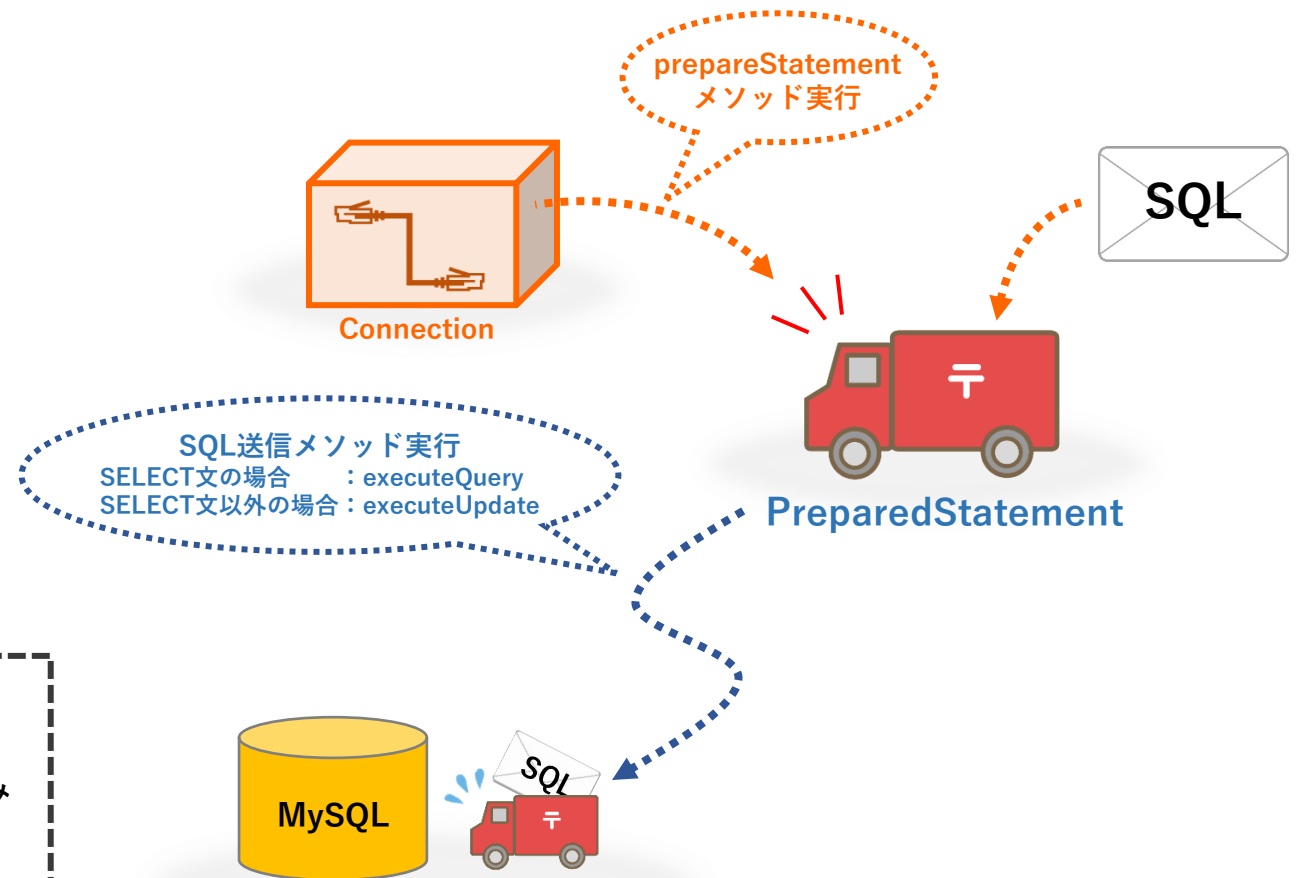 prepareStatement
メソッド実行
SQL
Connection
〒
SQL送信メソッド実行
SELECT文の場合　　：executeQuery
SELECT文以外の場合：executeUpdate
PreparedStatement
み
SQL
MySQL
〒